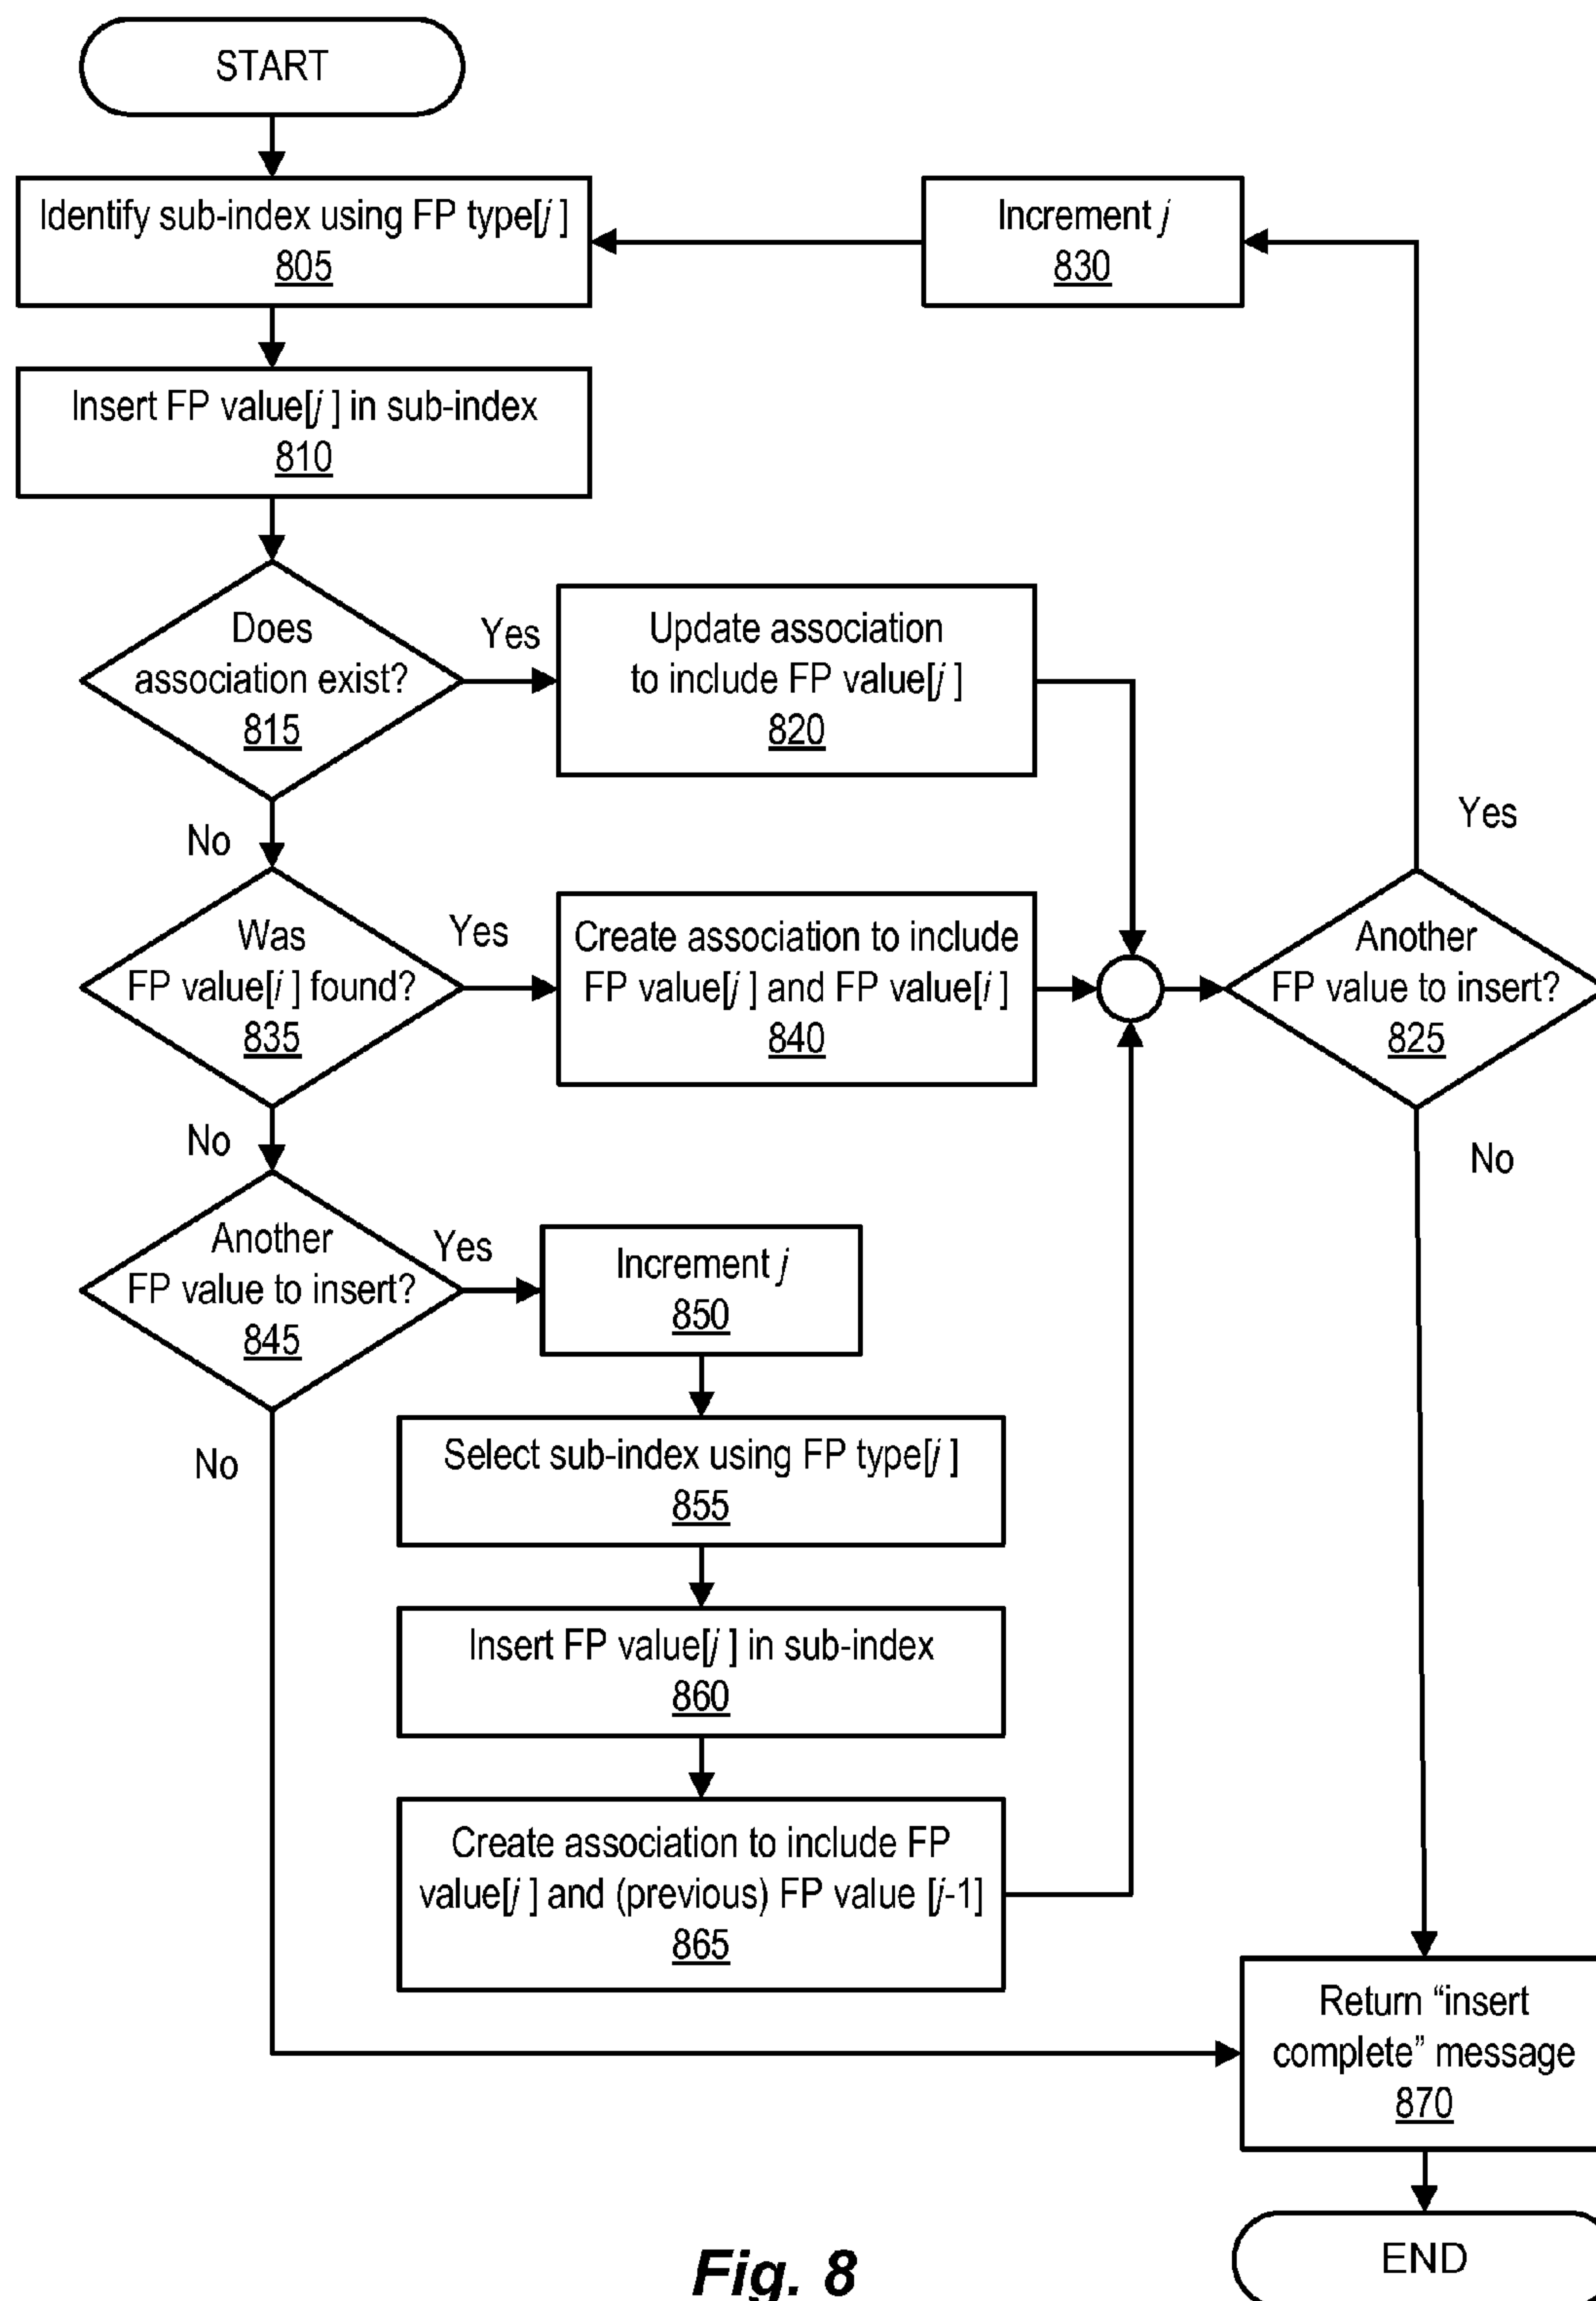 START
Identify sub-index using FP type[j ]
805
Increment j
830
Insert FP value[j ] in sub-index
810
Does
association exist?
815
Yes
Update association
to include FP value[j ]
820
No
Yes
Was
FP value[i ] found?
835
Yes
Create association to include
FP value[j ] and FP value[i ]
840
Another
FP value to insert?
825
No
No
Another
FP value to insert?
845
Yes
Increment j
850
No
Select sub-index using FP type[j ]
855
Insert FP value[j ] in sub-index
860
Create association to include FP
value[j ] and (previous) FP value [j-1]
865
Return “insert
complete” message
870
END
Fig. 8